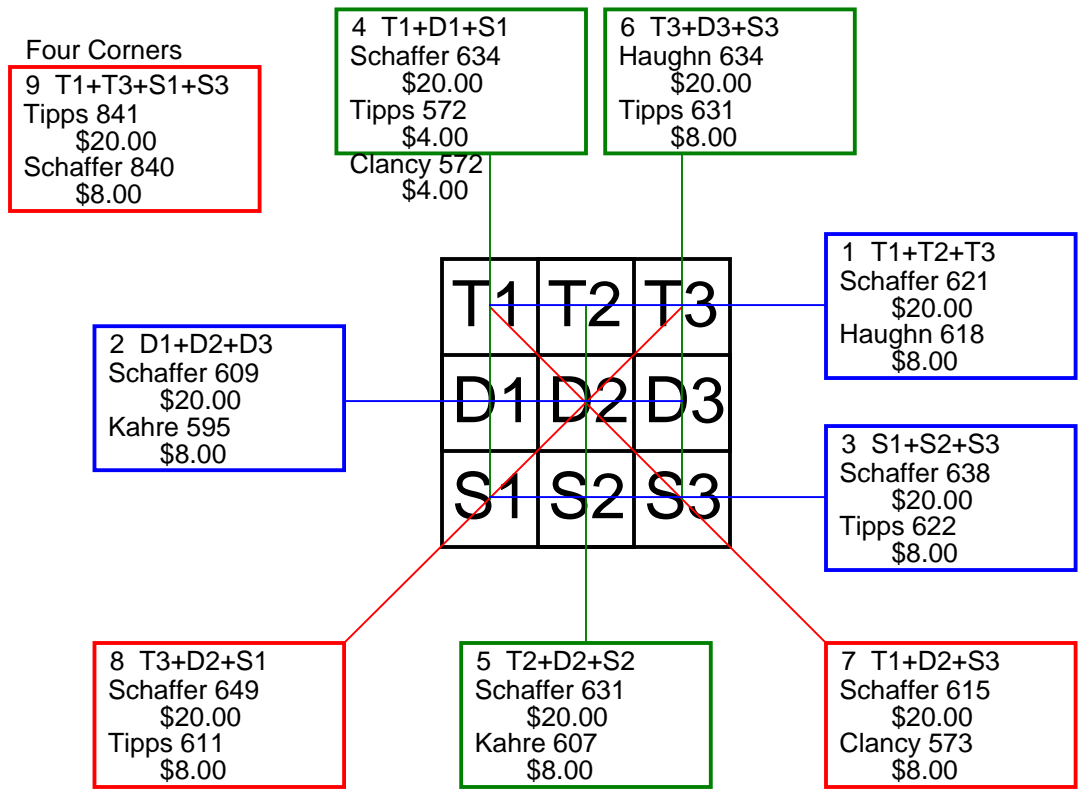 Four Corners
9 T1+T3+S1+S3
Tipps 841
$20.00
Schaffer 840
$8.00
4 T1+D1+S1
Schaffer 634
$20.00
Tipps 572
$4.00
Clancy 572
$4.00
6 T3+D3+S3
Haughn 634
$20.00
Tipps 631
$8.00
1 T1+T2+T3
Schaffer 621
$20.00
Haughn 618
$8.00
2 D1+D2+D3
Schaffer 609
$20.00
Kahre 595
$8.00
T1 T2 T3
D1 D2 D3
S1 S2 S3
3 S1+S2+S3
Schaffer 638
$20.00
Tipps 622
$8.00
8 T3+D2+S1
Schaffer 649
$20.00
Tipps 611
$8.00
5 T2+D2+S2
Schaffer 631
$20.00
Kahre 607
$8.00
7 T1+D2+S3
Schaffer 615
$20.00
Clancy 573
$8.00